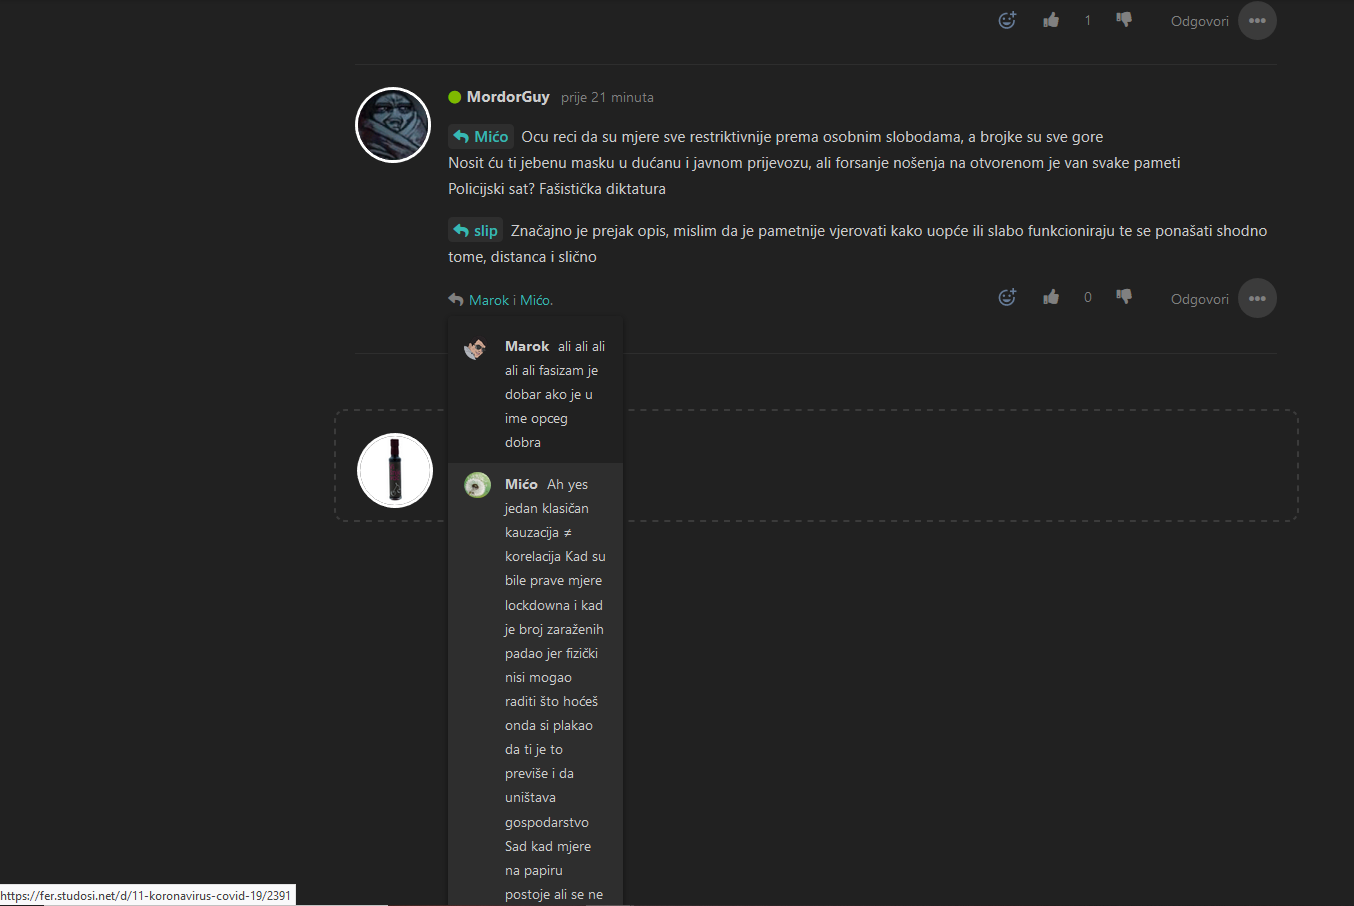 1
Odgovori
MordorGuy prije 21 minuta
Mićo Ocu reci da su mjere sve restriktivnije prema osobnim slobodama, a brojke su sve gore
Nosit ću ti jebenu masku u dućanu i javnom prijevozu, ali forsanje nošenja na otvorenom je van svake pameti
Policijski sat? Fašistička diktatura
slip Značajno je prejak opis, mislim da je pametnije vjerovati kako uopće ili slabo funkcioniraju te se ponašati shodno
tome, distanca i slično
Marok i Mićo.
0
Odgovori
Marok ali ali ali
ali ali fasizam je
dobar ako je u
ime opceg
dobra
Mićo Ah yes
jedan klasičan
kauzacija ≠
korelacija Kad su
bile prave mjere
lockdowna i kad
je broj zaraženih
padao jer fizički
nisi mogao
raditi što hoćeš
onda si plakao
da ti je to
previše i da
uništava
gospodarstvo
Sad kad mjere
na papiru
postoje ali se ne
https://fer.studosi.net/d/11-koronavirus-covid-19/2391